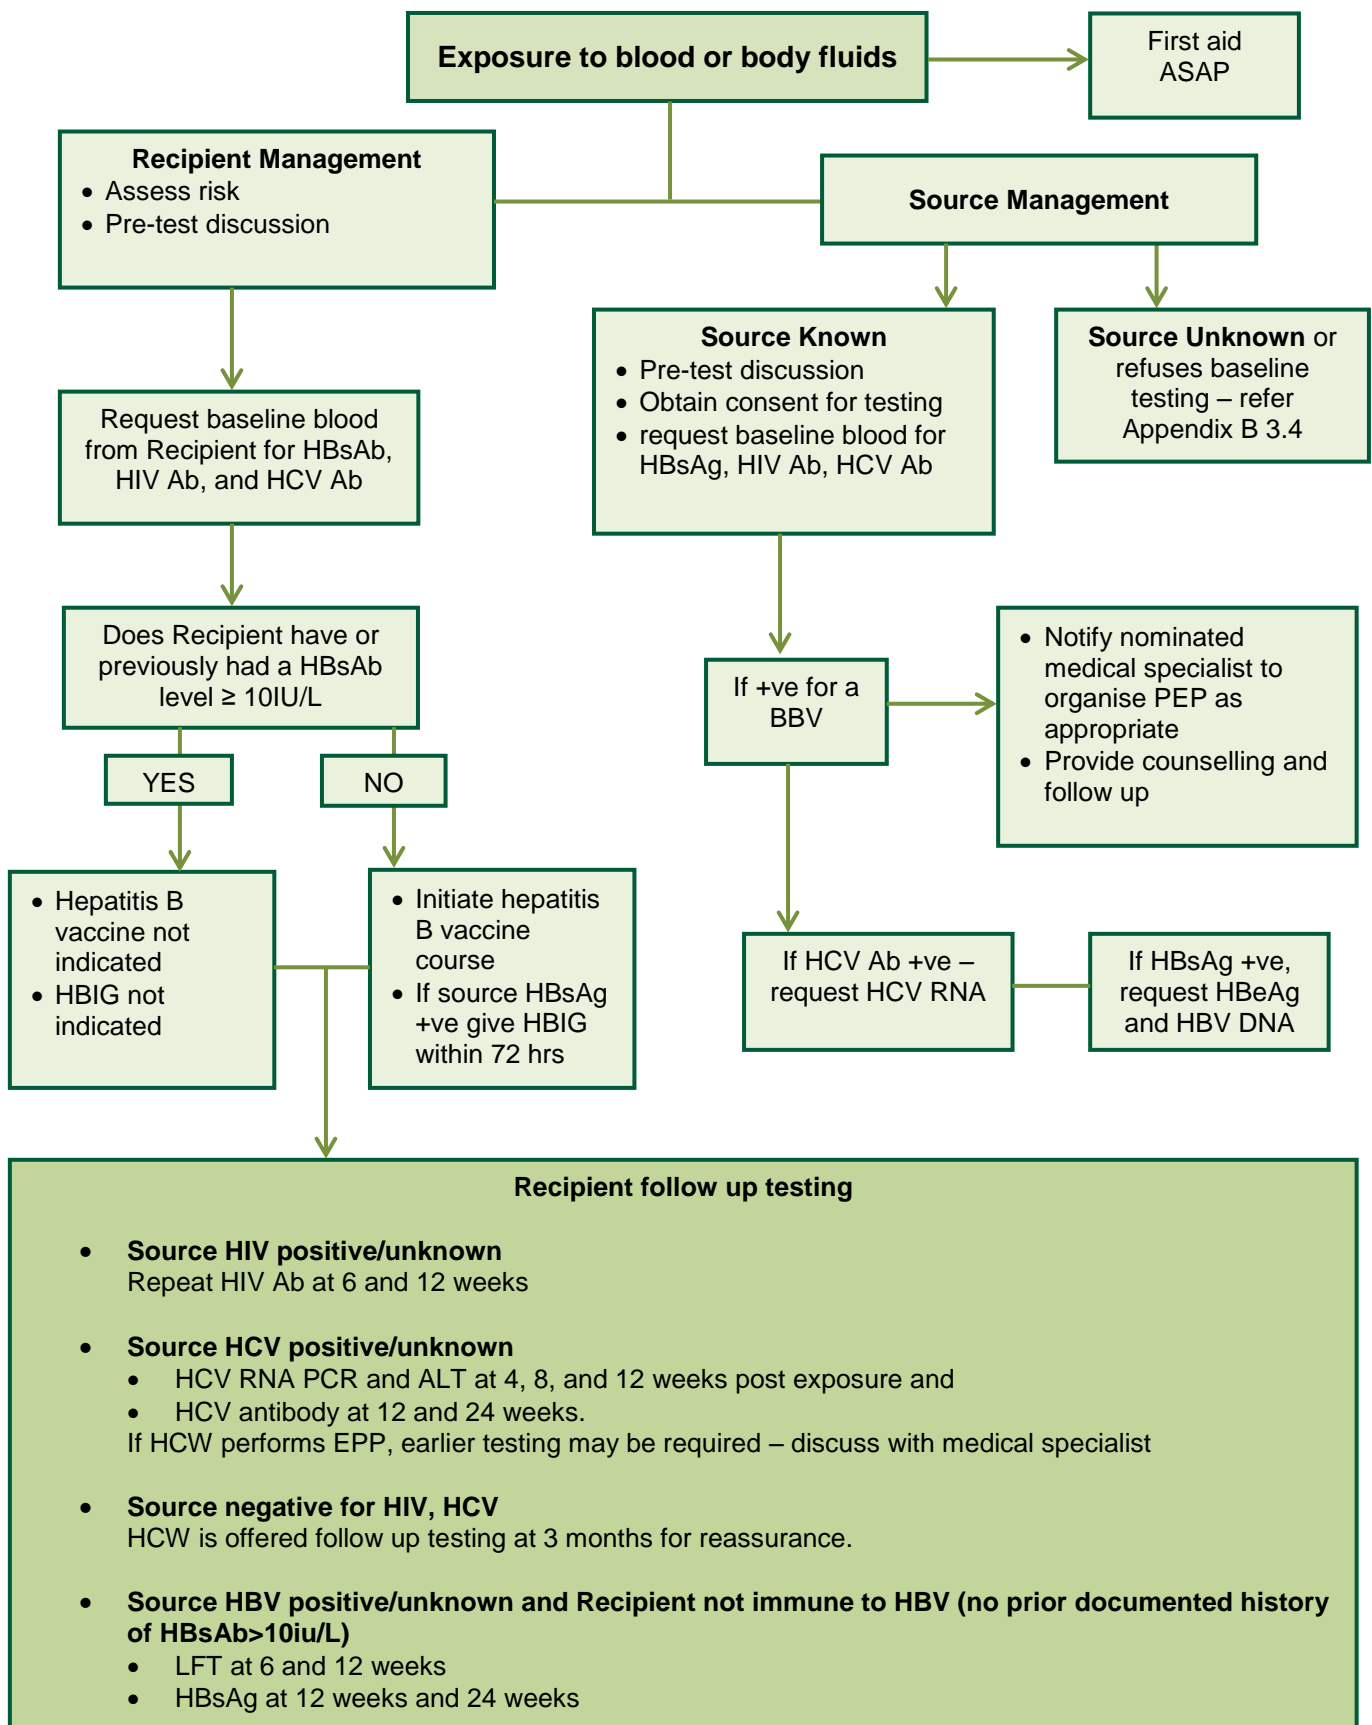 Exposure to blood or body fluids
First aid
ASAP
Recipient Management
• Assess risk
• Pre-test discussion
Source Management
Source Known
• Pre-test discussion
• Obtain consent for testing
• request baseline blood for
HBsAg, HIV Ab, HCV Ab
Source Unknown or
refuses baseline
testing – refer
Appendix B 3.4
Request baseline blood
from Recipient for HBsAb,
HIV Ab, and HCV Ab
Does Recipient have or
previously had a HBsAb
level ≥ 10IU/L
YES
NO
If +ve for a
BBV
• Notify nominated
medical specialist to
organise PEP as
appropriate
• Provide counselling and
follow up
• Hepatitis B
vaccine not
indicated
• HBIG not
indicated
• Initiate hepatitis
B vaccine
course
• If source HBsAg
+ve give HBIG
within 72 hrs
If HCV Ab +ve –
request HCV RNA
If HBsAg +ve,
request HBeAg
and HBV DNA
Recipient follow up testing
• Source HIV positive/unknown
Repeat HIV Ab at 6 and 12 weeks
• Source HCV positive/unknown
• HCV RNA PCR and ALT at 4, 8, and 12 weeks post exposure and
• HCV antibody at 12 and 24 weeks.
If HCW performs EPP, earlier testing may be required – discuss with medical specialist
• Source negative for HIV, HCV
HCW is offered follow up testing at 3 months for reassurance.
• Source HBV positive/unknown and Recipient not immune to HBV (no prior documented history
of HBsAb>10iu/L)
• LFT at 6 and 12 weeks
• HBsAg at 12 weeks and 24 weeks